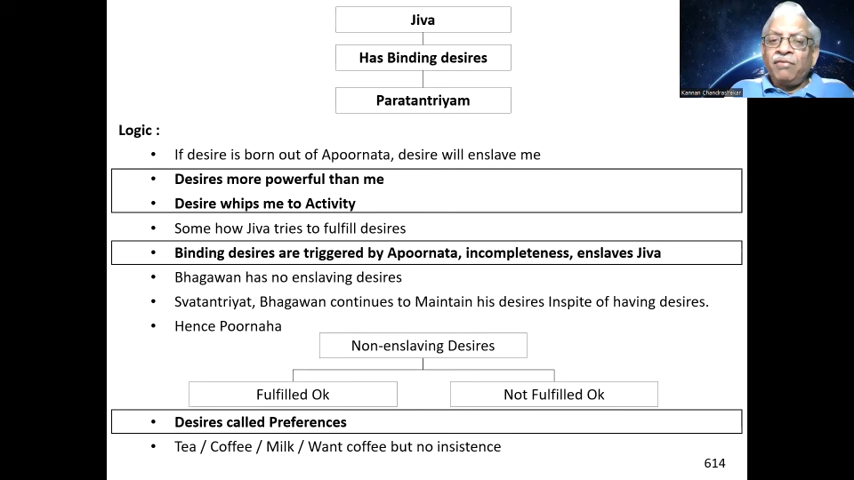 Jiva
Has Binding desires
Paratantriyam
Kannan Chandrasekar
Logic :
• If desire is born out of Apoornata, desire will enslave me
• Desires more powerful than me
• Desire whips me to Activity
• Some how Jiva tries to fulfill desires
• Binding desires are triggered by Apoornata, incompleteness, enslaves Jiva
• Bhagawan has no enslaving desires
• Svatantriyat, Bhagawan continues to Maintain his desires Inspite of having desires.
• Hence Poornaha
Non-enslaving Desires
Fulfilled Ok
Not Fulfilled Ok
• Desires called Preferences
• Tea / Coffee / Milk / Want coffee but no insistence
614